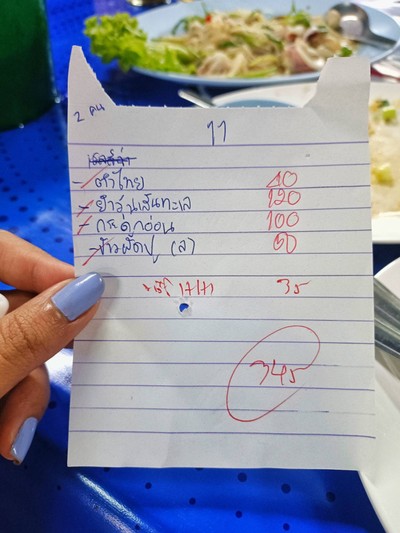 2 คน
11
- ตำไทย 40
- ยำวุ้นเส้นทะเล 120
- กระดูกอ่อน 100
- ข้าวผัดปู (ล) 50
35
345